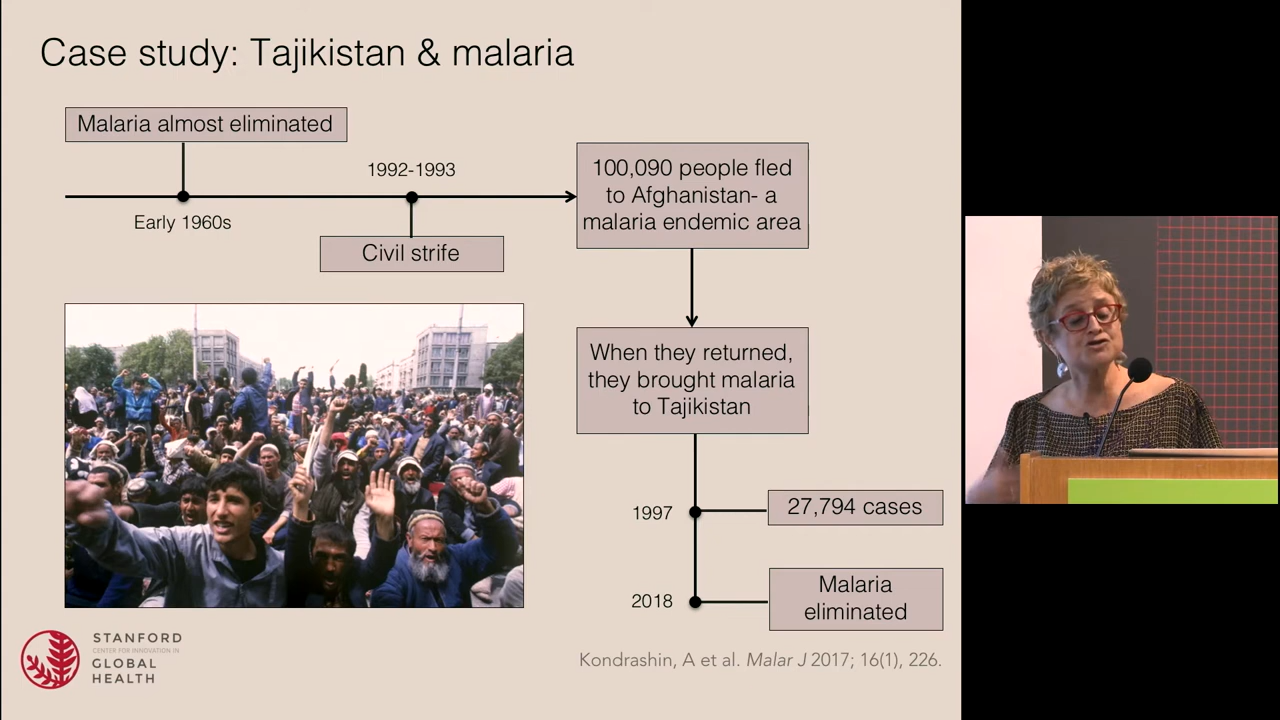 Case study: Tajikistan & malaria
Malaria almost eliminated
1992-1993
Early 1960s
Civil strife
100,090 people fled
to Afghanistan- a
malaria endemic area
When they returned,
they brought malaria
to Tajikistan
1997
27,794 cases
2018
Malaria
eliminated
STANFORD
CENTER FOR INNOVATION IN
GLOBAL
HEALTH
Kondrashin, A et al. Malar J 2017; 16(1), 226.